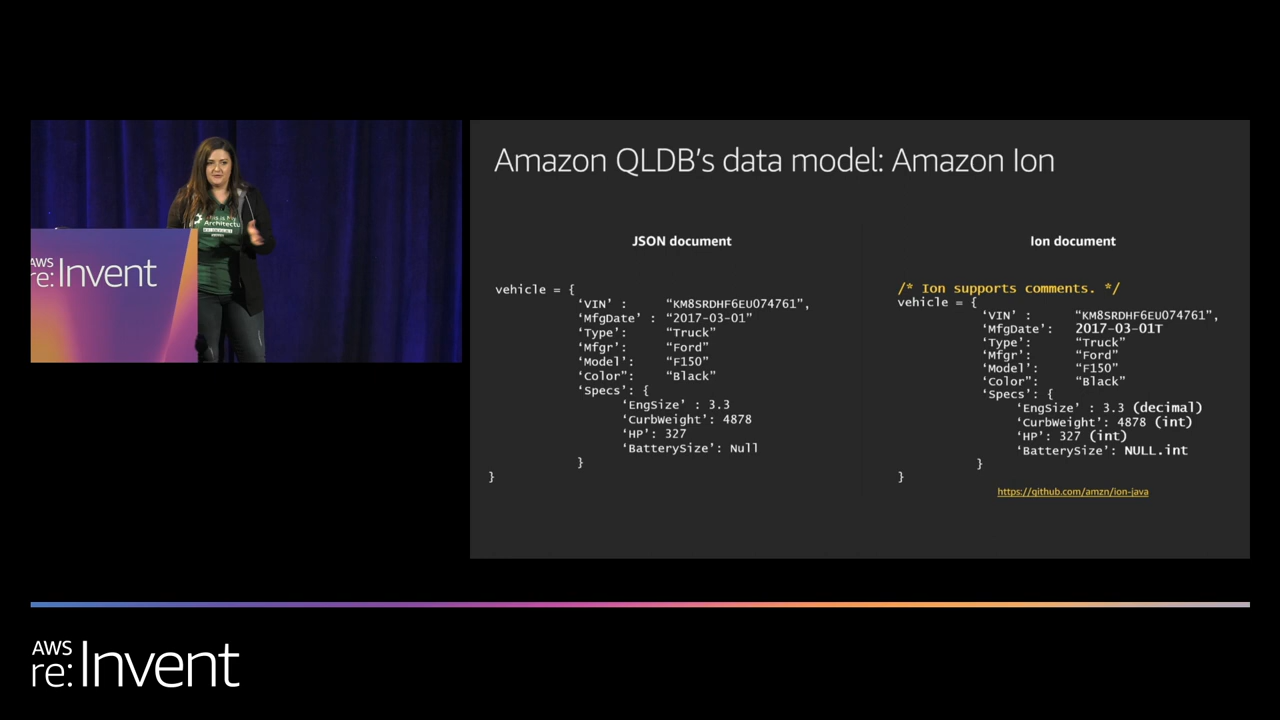 Amazon QLDB's data model: Amazon Ion
JSON document
vehicle = {
‘VIN’ : “KM8SRDHF6EU074761”,
‘MfgDate’ : “2017-03-01”
‘Type’: “Truck”
‘Mfgr’: “Ford”
‘Model’: “F150”
‘Color”: “Black”
‘Specs’: {
‘EngSize’ : 3.3
‘CurbWeight’: 4878
‘HP’: 327
‘BatterySize’: Null
}
}
Ion document
/* Ion supports comments. */
vehicle = {
‘VIN’ : “KM8SRDHF6EU074761”,
‘MfgDate’: 2017-03-01T
‘Type’: “Truck”
‘Mfgr’: “Ford”
‘Model’: “F150”
‘Color”: “Black”
‘Specs’: {
‘EngSize’ : 3.3 (decimal)
‘CurbWeight’: 4878 (int)
‘HP’: 327 (int)
‘BatterySize’: NULL.int
}
}
https://github.com/amzn/ion-java
This is My
Architectu
AWS
re:Invent
AWS
re:Invent